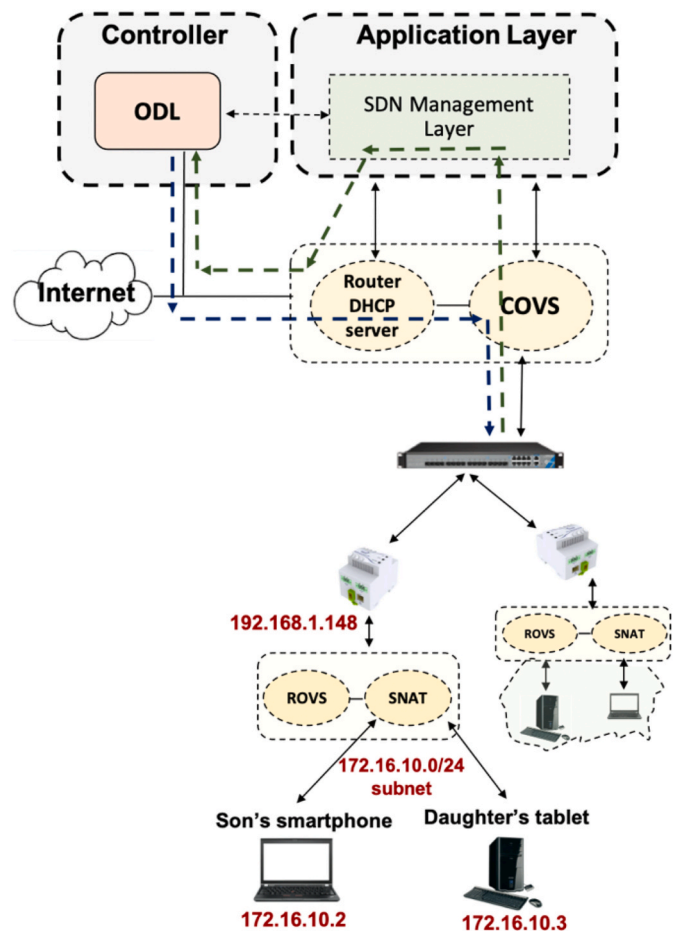 Controller
Application Layer
ODL
SDN Management
Layer
Internet
Router
DHCP
server
COVS
192.168.1.148
ROVS
SNAT
ROVS
SNAT
172.16.10.0/24
subnet
Son's smartphone
Daughter's tablet
172.16.10.2
172.16.10.3